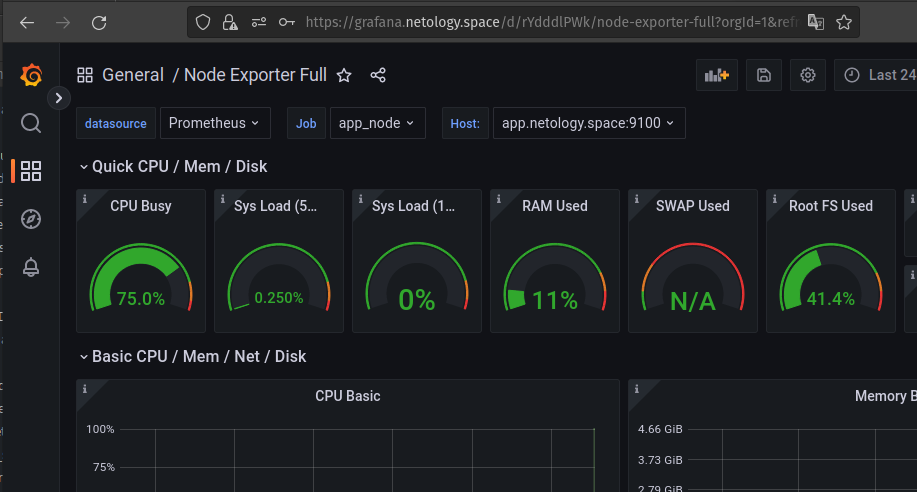 https://grafana.netology.space/d/rYdddlPWk/node-exporter-full?orgId=1&refr
General / Node Exporter Full
Last 24
datasource Prometheus Job app_node Host: app.netology.space:9100
Quick CPU / Mem / Disk
CPU Busy Sys Load (5... Sys Load (1... RAM Used SWAP Used Root FS Used
75.0% 0.250% 0% 11% N/A 41.4%
Basic CPU / Mem / Net / Disk
CPU Basic Memory B
100% 4.66 GiB
75% 3.73 GiB
2.79 GiB